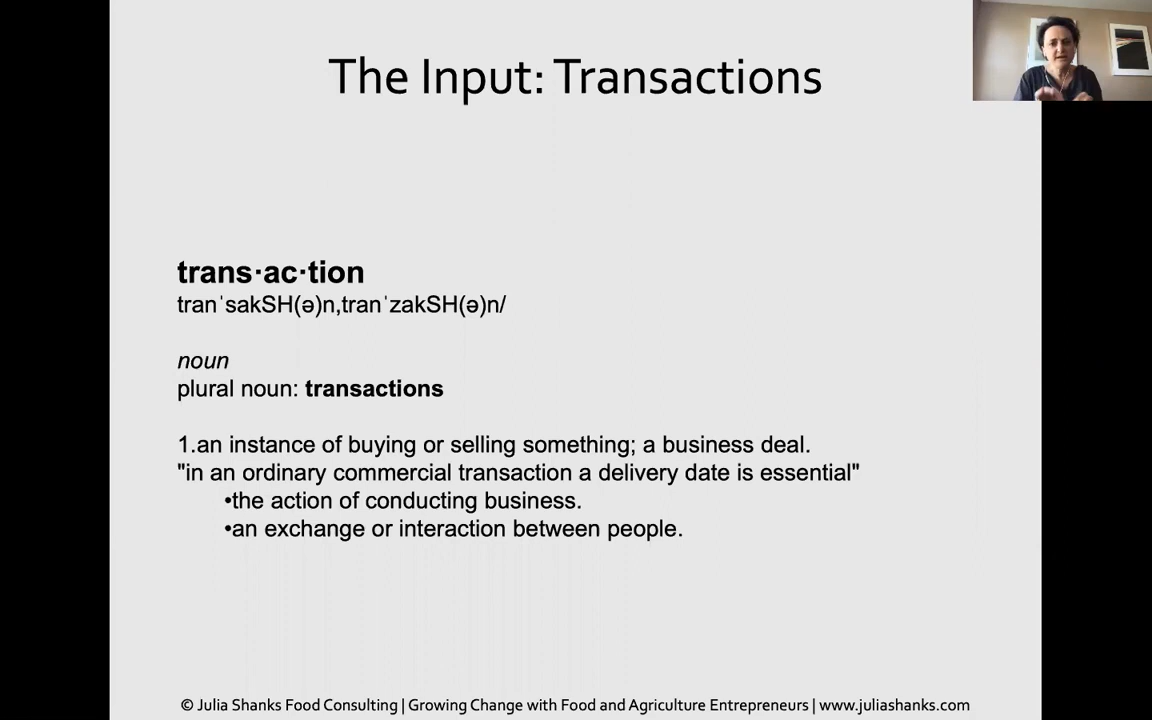 The Input: Transactions
trans·ac·tion
tranˈsakSH(ə)n,tranˈzakSH(ə)n/
noun
plural noun: transactions
1.an instance of buying or selling something; a business deal.
"in an ordinary commercial transaction a delivery date is essential"
•the action of conducting business.
•an exchange or interaction between people.
© Julia Shanks Food Consulting | Growing Change with Food and Agriculture Entrepreneurs | www.juliashanks.com